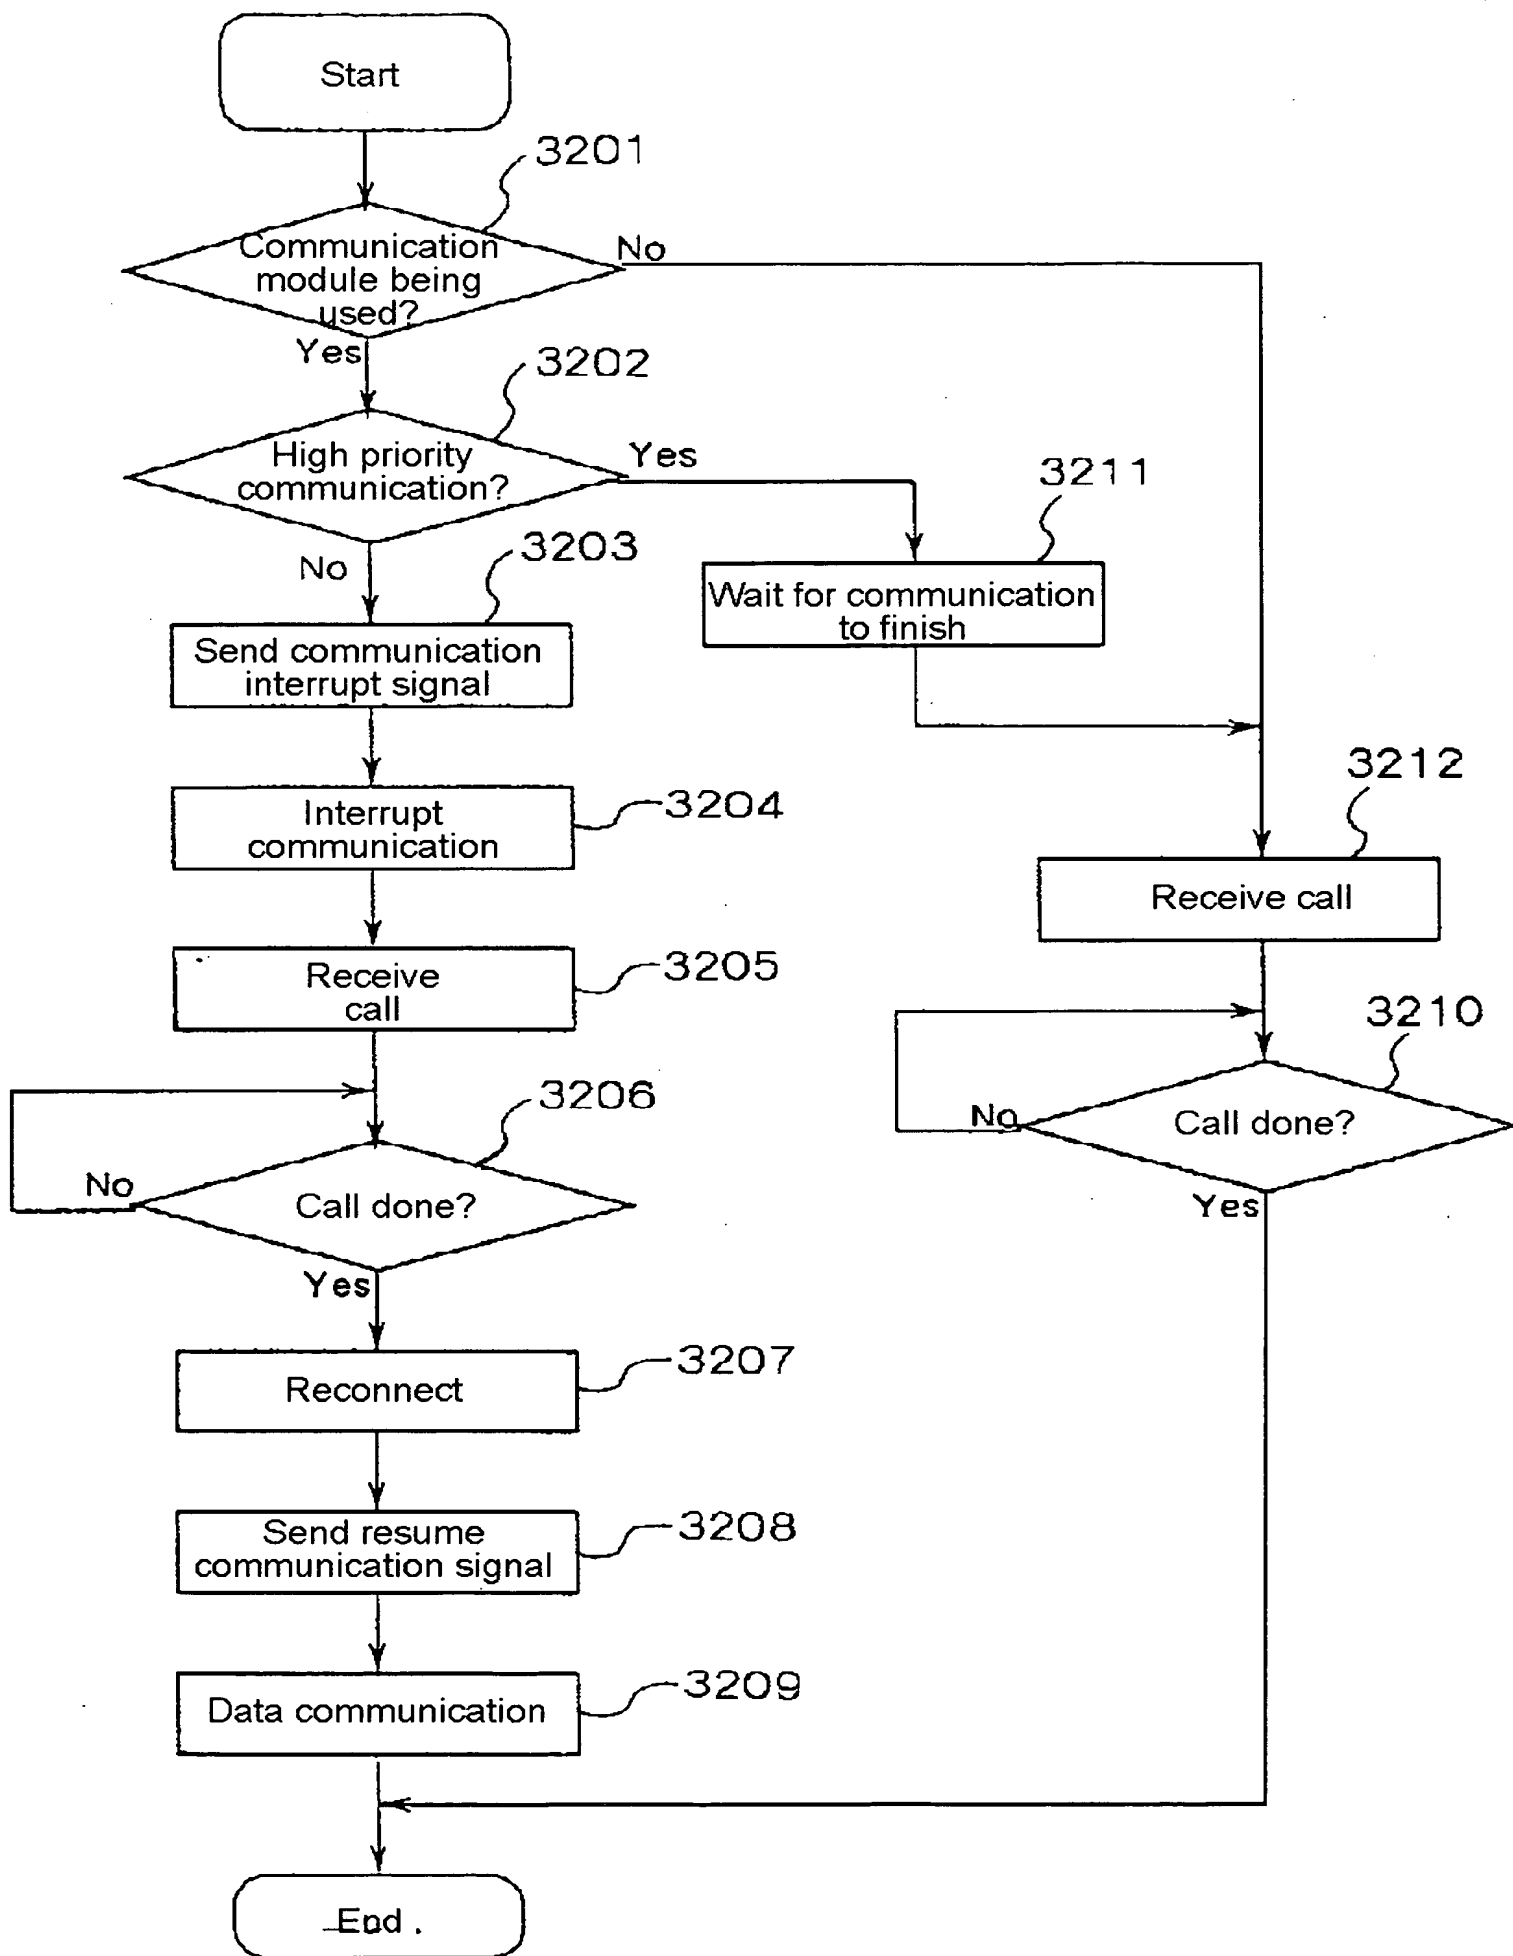 Start
3201
Communication
module being
used?
No
Yes
3202
High priority
communication?
Yes
3211
No
3203
Wait for communication
to finish
Send communication
interrupt signal
3212
Interrupt
communication
3204
Receive call
Receive
call
3205
3210
Call done?
No
Yes
3206
Call done?
No
Yes
Reconnect
3207
Send resume
communication signal
3208
Data communication
3209
End